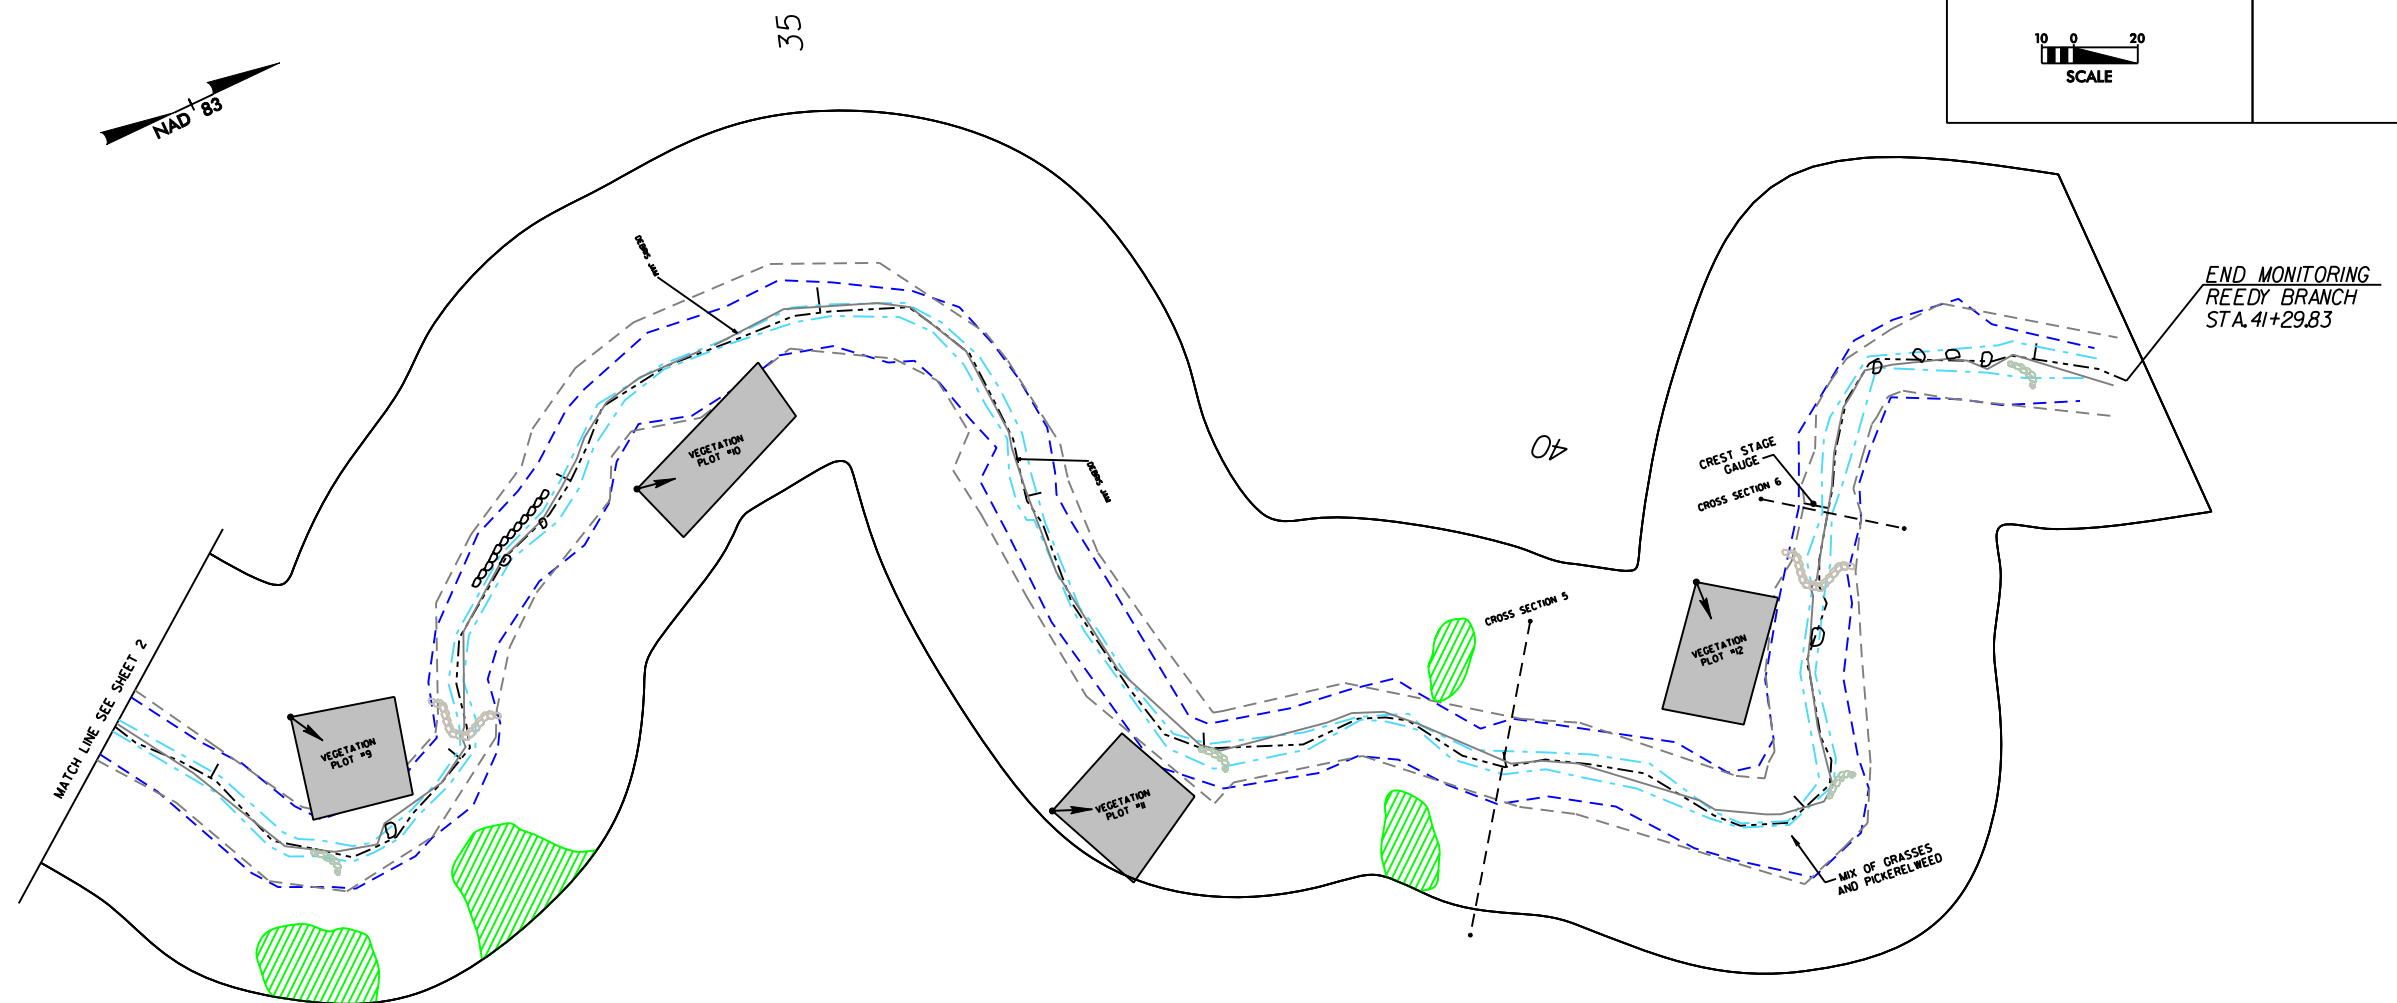 35
10 0 20
SCALE
NAD 83
DEBRIS JAM
END MONITORING
REEDY BRANCH
STA. 41+29.83
VEGETATION
PLOT #10
40
CREST STAGE
GAUGE
CROSS SECTION 6
DEBRIS JAM
CROSS SECTION 5
MATCH LINE SEE SHEET 2
VEGETATION
PLOT #12
VEGETATION
PLOT #9
VEGETATION
PLOT #11
MIX OF GRASSES
AND PICKERELWEED